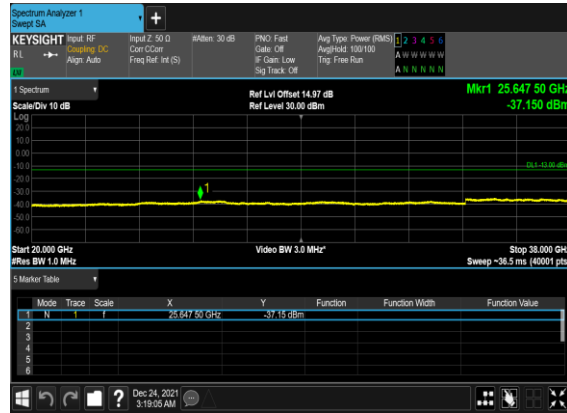 Spectrum Analyzer 1
Swept SA
+
KEYSIGHT Input: RF Input Z: 50 Ω #Atten: 30 dB PNO: Fast Avg Type: Power (RMS) 1 2 3 4 5 6
RL Coupling: DC Corr CCorr Gate: Off Avg|Hold: 100/100 A W W W W W
Align: Auto Freq Ref: Int (S) IF Gain: Low Trig: Free Run
Sig Track: Off A N N N N N
1 Spectrum Ref Lvl Offset 14.97 dB Mkr1 25.647 50 GHz
Scale/Div 10 dB Ref Level 30.00 dBm -37.150 dBm
Log
20.0
10.0
0.00
-10.0
DL1 -13.00 dBm
-20.0
-30.0
1
-40.0
-50.0
-60.0
Start 20.000 GHz Video BW 3.0 MHz* Stop 38.000 GHz
#Res BW 1.0 MHz Sweep ~36.5 ms (40001 pts)
5 Marker Table
Mode Trace Scale X Y Function Function Width Function Value
1 N 1 f 25.647 50 GHz -37.15 dBm
2
3
4
5
6
? Dec 24, 2021
3:19:05 AM